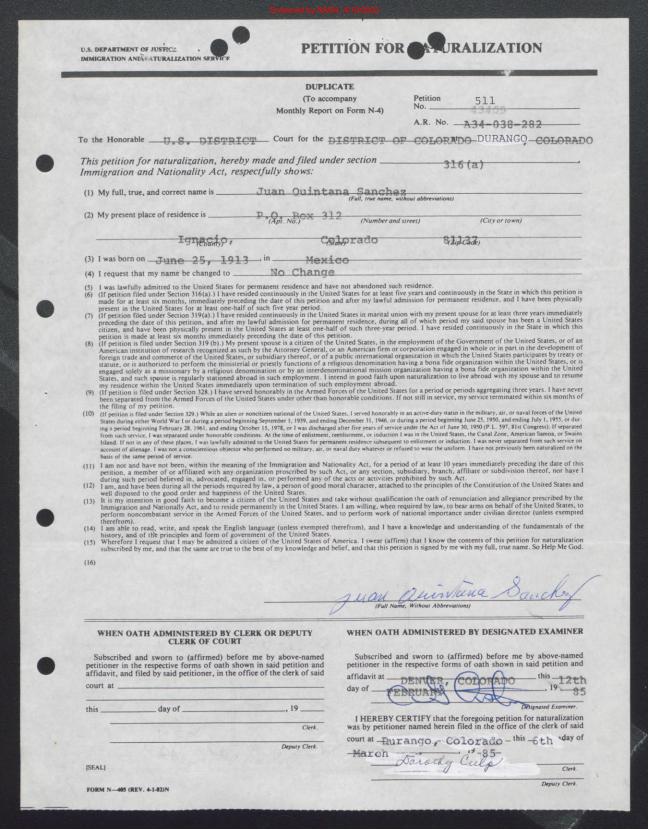 U.S. DEPARTMENT OF JUSTICE
IMMIGRATION AND NATURALIZATION SERVICE
PETITION FOR NATURALIZATION
DUPLICATE
(To accompany
Monthly Report on Form N-4)
Petition No. 511
A.R. No. A34-038-282
To the Honorable U.S. DISTRICT Court for the DISTRICT OF COLORADO DURANGO, COLORADO
This petition for naturalization, hereby made and filed under section 316(a),
Immigration and Nationality Act, respectfully shows:
(1) My full, true, and correct name is Juan Quintana Sanchez
(Full, true name, without abbreviations)
(2) My present place of residence is P.O. Box 312
(Apt. No.) (Number and street) (City or town)
Ignacio, Colorado 81137
(County) (State) (Zip Code)
(3) I was born on June 25, 1913, in Mexico
(4) I request that my name be changed to No Change
(5) I was lawfully admitted to the United States for permanent residence and have not abandoned such residence.
(6) (If petition filed under Section 316(a).) I have resided continuously in the United States for at least five years and continuously in the State in which this petition is
made for at least six months, immediately preceding the date of this petition and after my lawful admission for permanent residence, and I have been physically
present in the United States for at least one-half of such five year period.
(7) (If petition filed under Section 319(a).) I have resided continuously in the United States in marital union with my present spouse for at least three years immediately
preceding the date of this petition, and after my lawful admission for permanent residence, during all of which period my said spouse has been a United States
citizen, and have been physically present in the United States at least one-half of such three-year period. I have resided continuously in the State in which this
petition is made at least six months immediately preceding the date of this petition.
(8) (If petition filed under Section 319 (b).) My present spouse is a citizen of the United States, in the employment of the Government of the United States, or of an
American institution of research recognized as such by the Attorney General, or an American firm or corporation engaged in whole or in part in the development of
foreign trade and commerce of the United States, or subsidiary thereof, or of a public international organization in which the United States participates by treaty or
statute, or is authorized to perform the ministerial or priestly functions of a religious denomination having a bona fide organization within the United States, or is
engaged solely as a missionary by a religious denomination or by an interdenominational mission organization having a bona fide organization within the United
States, and such spouse is regularly stationed abroad in such employment. I intend in good faith upon naturalization to live abroad with my spouse and to resume
my residence within the United States immediately upon termination of such employment abroad.
(9) (If petition filed under Section 328.) I have served honorably in the Armed Forces of the United States for a period or periods aggregating three years. I have never
been separated from the Armed Forces of the United States under other than honorable conditions. If not still in service, my service terminated within six months of
the filing of my petition.
(10) (If petition is filed under Section 329.) While an alien or noncitizen national of the United States, I served honorably in an active-duty status in the military, air, or naval forces of the United
States during either World War I or during a period beginning September 1, 1939, and ending December 31, 1946, or during a period beginning June 25, 1950, and ending July 1, 1955, or dur-
ing a period beginning February 28, 1961, and ending October 15, 1978, or I was discharged after five years of service under the Act of June 30, 1950 (P.L. 597, 81st Congress); If separated
from such service, I was separated under honorable conditions. At the time of enlistment, reenlistment, or induction I was in the United States, the Canal Zone, American Samoa, or Swains
Island. If not in any of these places, I was lawfully admitted to the United States for permanent residence subsequent to enlistment or induction. I was never separated from such service on
account of alienage. I was not a conscientious objector who performed no military, air, or naval duty whatever or refused to wear the uniform. I have not previously been naturalized on the
basis of the same period of service.
(11) I am not and have not been, within the meaning of the Immigration and Nationality Act, for a period of at least 10 years immediately preceding the date of this
petition, a member of or affiliated with any organization proscribed by such Act, or any section, subsidiary, branch, affiliate or subdivision thereof, nor have I
during such period believed in, advocated, engaged in, or performed any of the acts or activities prohibited by such Act.
(12) I am, and have been during all the periods required by law, a person of good moral character, attached to the principles of the Constitution of the United States and
well disposed to the good order and happiness of the United States.
(13) It is my intention in good faith to become a citizen of the United States and take without qualification the oath of renunciation and allegiance prescribed by the
Immigration and Nationality Act, and to reside permanently in the United States. I am willing, when required by law, to bear arms on behalf of the United States, to
perform noncombatant service in the Armed Forces of the United States, and to perform work of national importance under civilian director (unless exempted
therefrom).
(14) I am able to read, write, and speak the English language (unless exempted therefrom), and I have a knowledge and understanding of the fundamentals of the
history, and of the principles and form of government of the United States.
(15) Wherefore I request that I may be admitted a citizen of the United States of America. I swear (affirm) that I know the contents of this petition for naturalization
subscribed by me, and that the same are true to the best of my knowledge and belief, and that this petition is signed by me with my full, true name. So Help Me God.
(16)
Juan Quintana Sanchez
(Full Name, Without Abbreviations)
WHEN OATH ADMINISTERED BY CLERK OR DEPUTY
CLERK OF COURT
Subscribed and sworn to (affirmed) before me by above-named
petitioner in the respective forms of oath shown in said petition and
affidavit, and filed by said petitioner, in the office of the clerk of said
court at
this day of , 19
Clerk.
Deputy Clerk.
[SEAL]
FORM N-405 (REV. 4-1-82)N
WHEN OATH ADMINISTERED BY DESIGNATED EXAMINER
Subscribed and sworn to (affirmed) before me by above-named
petitioner in the respective forms of oath shown in said petition and
affidavit at DENVER, COLORADO this 12th
day of FEBRUARY, 19 85
Designated Examiner.
I HEREBY CERTIFY that the foregoing petition for naturalization
was by petitioner named herein filed in the office of the clerk of said
court at Durango, Colorado this 6th day of
March 19 85
Dorothy Culp
Clerk.
Deputy Clerk.